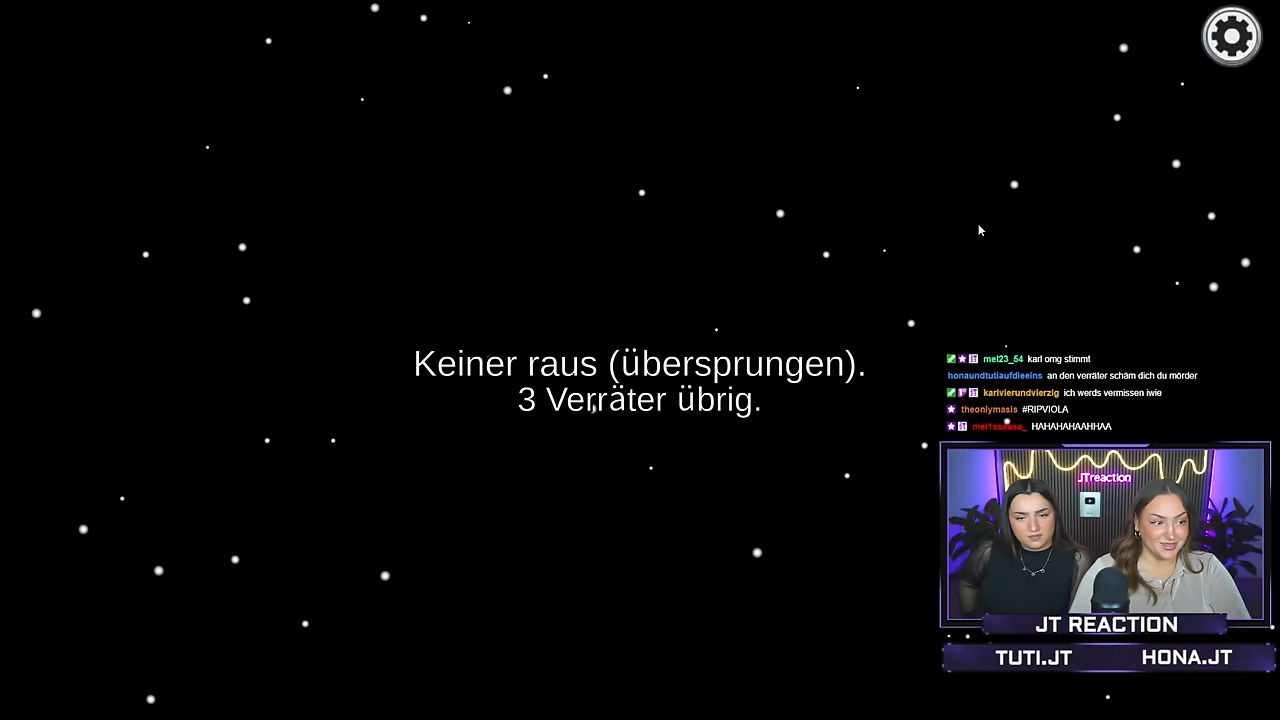 Keiner raus (übersprungen).
3 Verräter übrig.
mel23_54 karl omg stimmt
honaundtutiaufdieeins an den verräter schäm dich du mörder
karlvierundvierzig ich werds vermissen iwie
theonlymasis #RIPVIOLA
HAHAHAHAAHHAA
JTreaction
JT REACTION
TUTI.JT HONA.JT